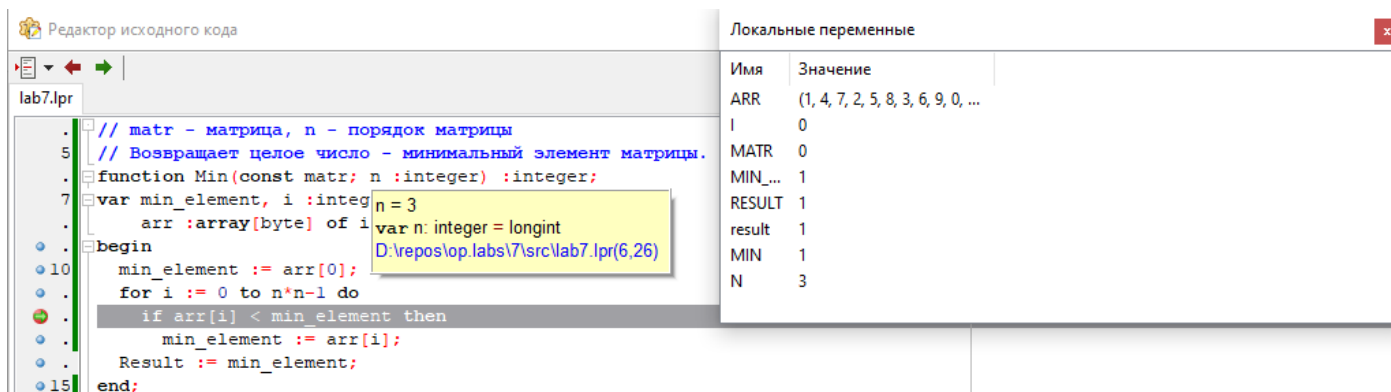 Редактор исходного кода
lab7.lpr
. // matr - матрица, n - порядок матрицы
5 // Возвращает целое число - минимальный элемент матрицы.
. function Min(const matr; n :integer) :integer;
7 var min_element, i :integ
. arr :array[byte] of i
. begin
10 min_element := arr[0];
. for i := 0 to n*n-1 do
. if arr[i] < min_element then
. min_element := arr[i];
. Result := min_element;
15 end;
n = 3
var n: integer = longint
D:\repos\op.labs\7\src\lab7.lpr(6,26)
Локальные переменные
x
Имя Значение
ARR (1, 4, 7, 2, 5, 8, 3, 6, 9, 0, ...
I 0
MATR 0
MIN_... 1
RESULT 1
result 1
MIN 1
N 3